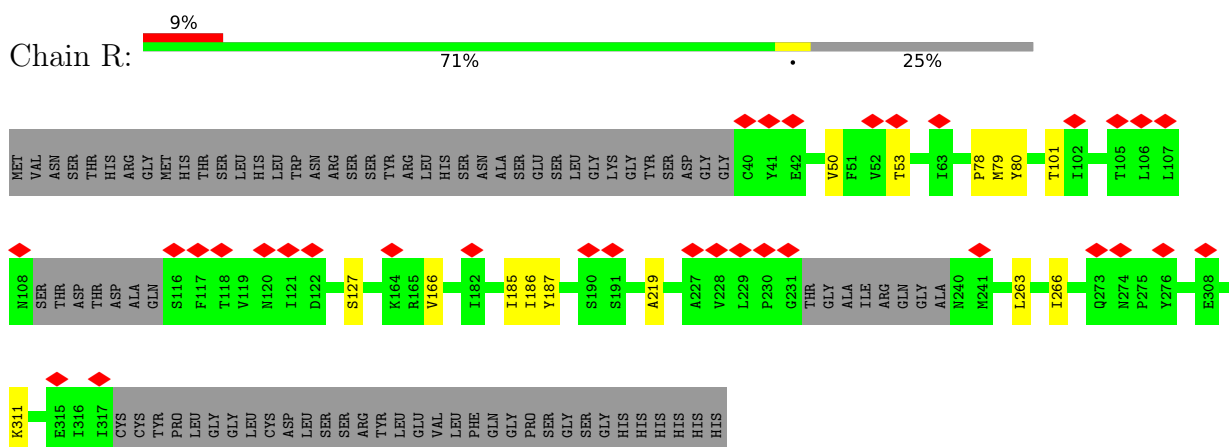 9%
Chain R:
71% • 25%
MET VAL ASN SER THR HIS ARG GLY MET HIS THR SER LEU HIS LEU TRP ASN ARG SER SER TYR ARG LEU HIS SER ASN ALA SER GLU SER LEU GLY LYS GLY TYR SER ASP GLY GLY C40 Y41 E42 V50 F51 V52 T53 I63 P78 M79 Y80 T101 I102 T105 L106 L107
N108 SER THR ASP THR ASP ALA GLN S116 F117 T118 V119 N120 I121 D122 S127 K164 R165 V166 I182 I185 I186 Y187 S190 S191 A219 A227 V228 L229 P230 G231 THR GLY ALA ILE ARG GLN GLY ALA N240 M241 L263 I266 Q273 N274 P275 Y276 E308
K311 E315 I316 I317 CYS CYS TYR PRO LEU GLY GLY LEU CYS ASP LEU SER SER ARG TYR LEU GLU VAL LEU PHE GLN GLY PRO SER GLY SER GLY HIS HIS HIS HIS HIS HIS